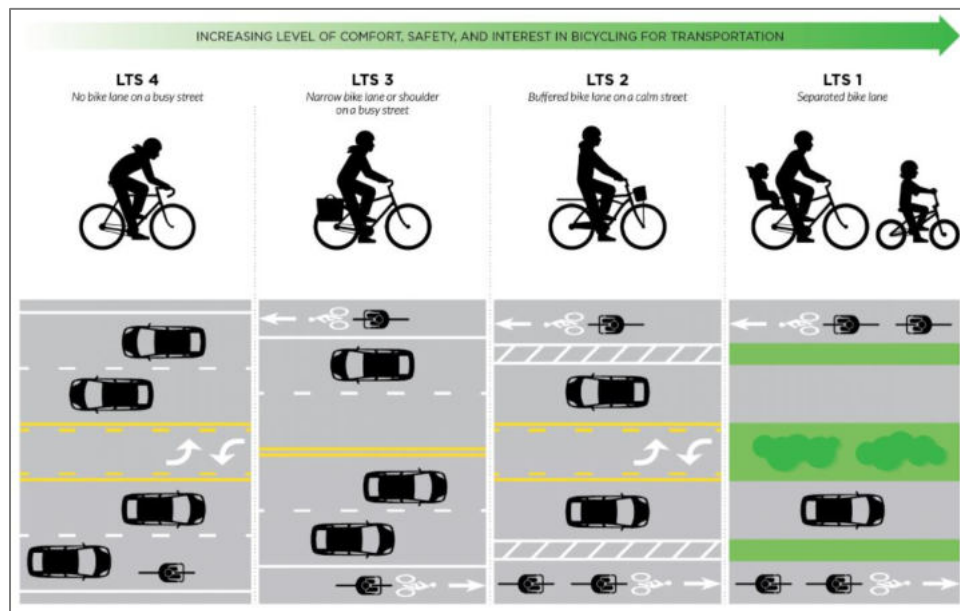 INCREASING LEVEL OF COMFORT, SAFETY, AND INTEREST IN BICYCLING FOR TRANSPORTATION
LTS 4
No bike lane on a busy street
LTS 3
Narrow bike lane or shoulder
on a busy street
LTS 2
Buffered bike lane on a calm street
LTS 1
Separated bike lane